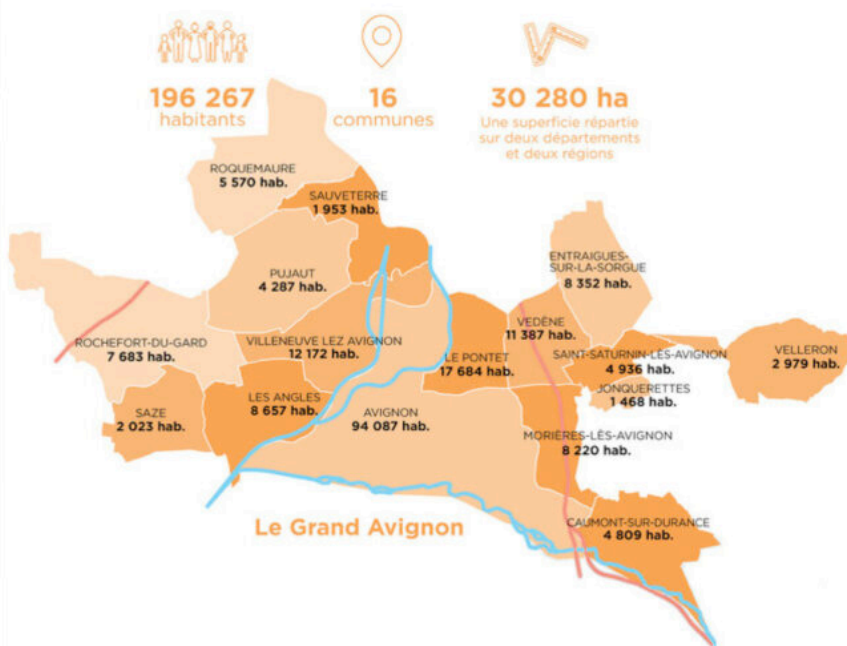 196 267
habitants
16
communes
30 280 ha
Une superficie répartie
sur deux départements
et deux régions
ROQUEMAURE
5 570 hab.
SAUVETERRE
1 953 hab.
PUJAUT
4 287 hab.
ENTRAIGUES-
SUR-LA-SORGUE
8 352 hab.
ROCHEFORT-DU-GARD
7 683 hab.
VILLENEUVE LEZ AVIGNON
12 172 hab.
VEDÈNE
11 387 hab.
LE PONTET
17 684 hab.
SAINT-SATURNIN-LÈS-AVIGNON
4 936 hab.
VELLERON
2 979 hab.
JONQUERETTES
1 468 hab.
SAZE
2 023 hab.
LES ANGLES
8 657 hab.
AVIGNON
94 087 hab.
MORIÈRES-LÈS-AVIGNON
8 220 hab.
Le Grand Avignon
CAUMONT-SUR-DURANCE
4 809 hab.